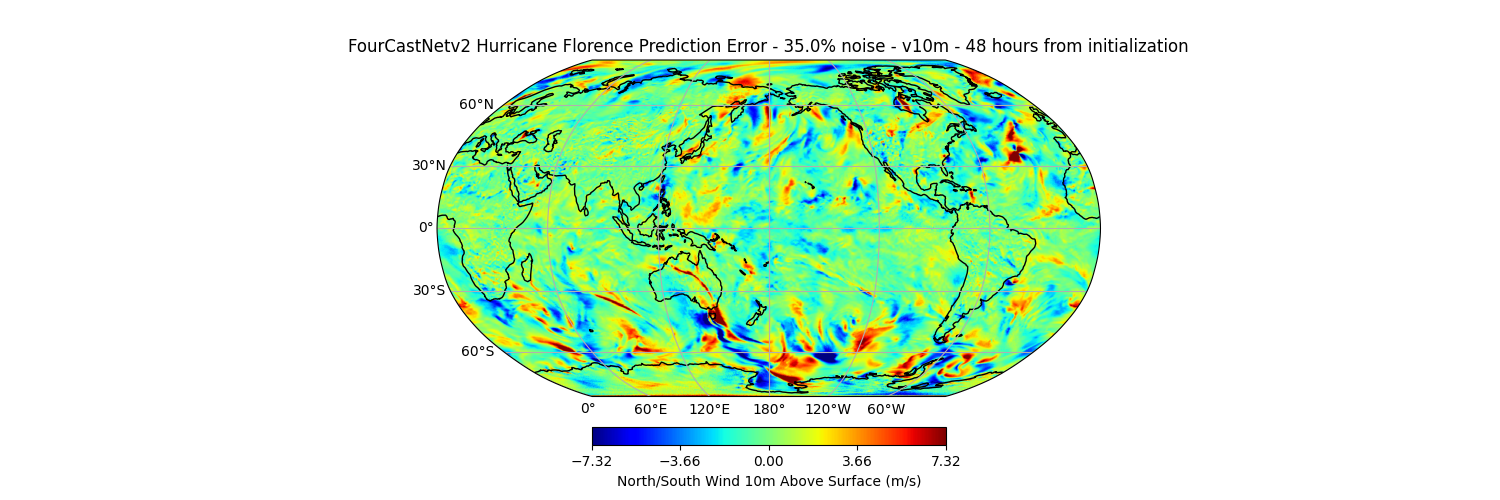 FourCastNetv2 Hurricane Florence Prediction Error - 35.0% noise - v10m - 48 hours from initialization
60°N
30°N
0°
30°S
60°S
0° 60°E 120°E 180° 120°W 60°W
−7.32 −3.66 0.00 3.66 7.32
North/South Wind 10m Above Surface (m/s)